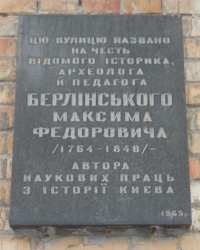 ЦЮ ВУЛИЦЮ НАЗВАНО
НА ЧЕСТЬ
ВІДОМОГО ІСТОРИКА,
АРХЕОЛОГА
Й ПЕДАГОГА
БЕРЛІНСЬКОГО
МАКСИМА
ФЕДОРОВИЧА
/1764-1848/-
АВТОРА
НАУКОВИХ ПРАЦЬ
З ІСТОРІЇ КИЄВА